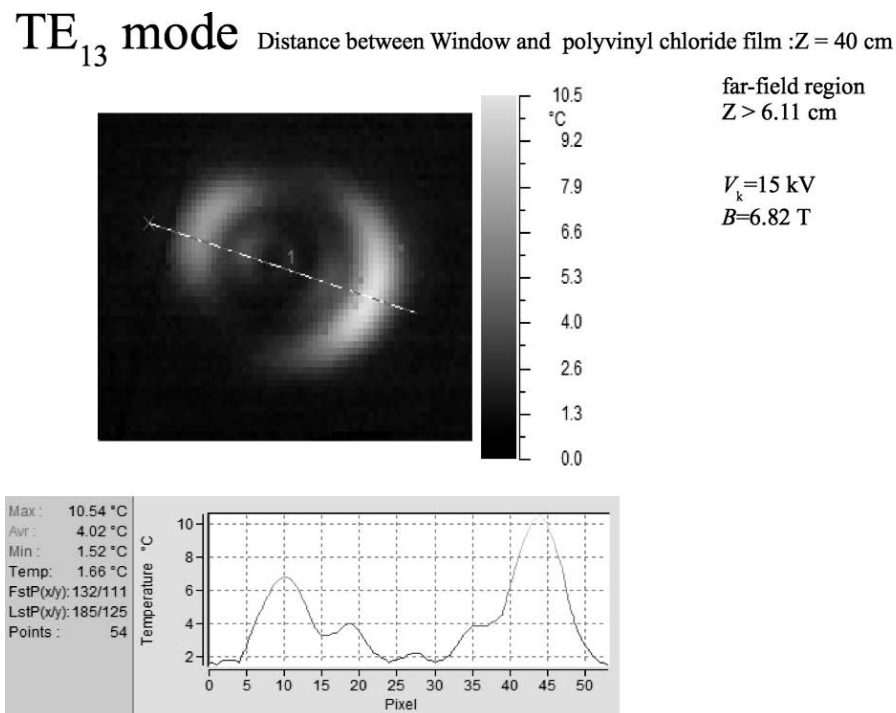 TE13 mode Distance between Window and polyvinyl chloride film :Z = 40 cm
far-field region
Z > 6.11 cm
Vk=15 kV
B=6.82 T
10.5
°C
9.2
7.9
6.6
5.3
4.0
2.6
1.3
0.0
1
Max : 10.54 °C
Avr : 4.02 °C
Min : 1.52 °C
Temp: 1.66 °C
FstP(x/y): 132/111
LstP(x/y): 185/125
Points : 54
Temperature °C
10
8
6
4
2
0 5 10 15 20 25 30 35 40 45 50
Pixel